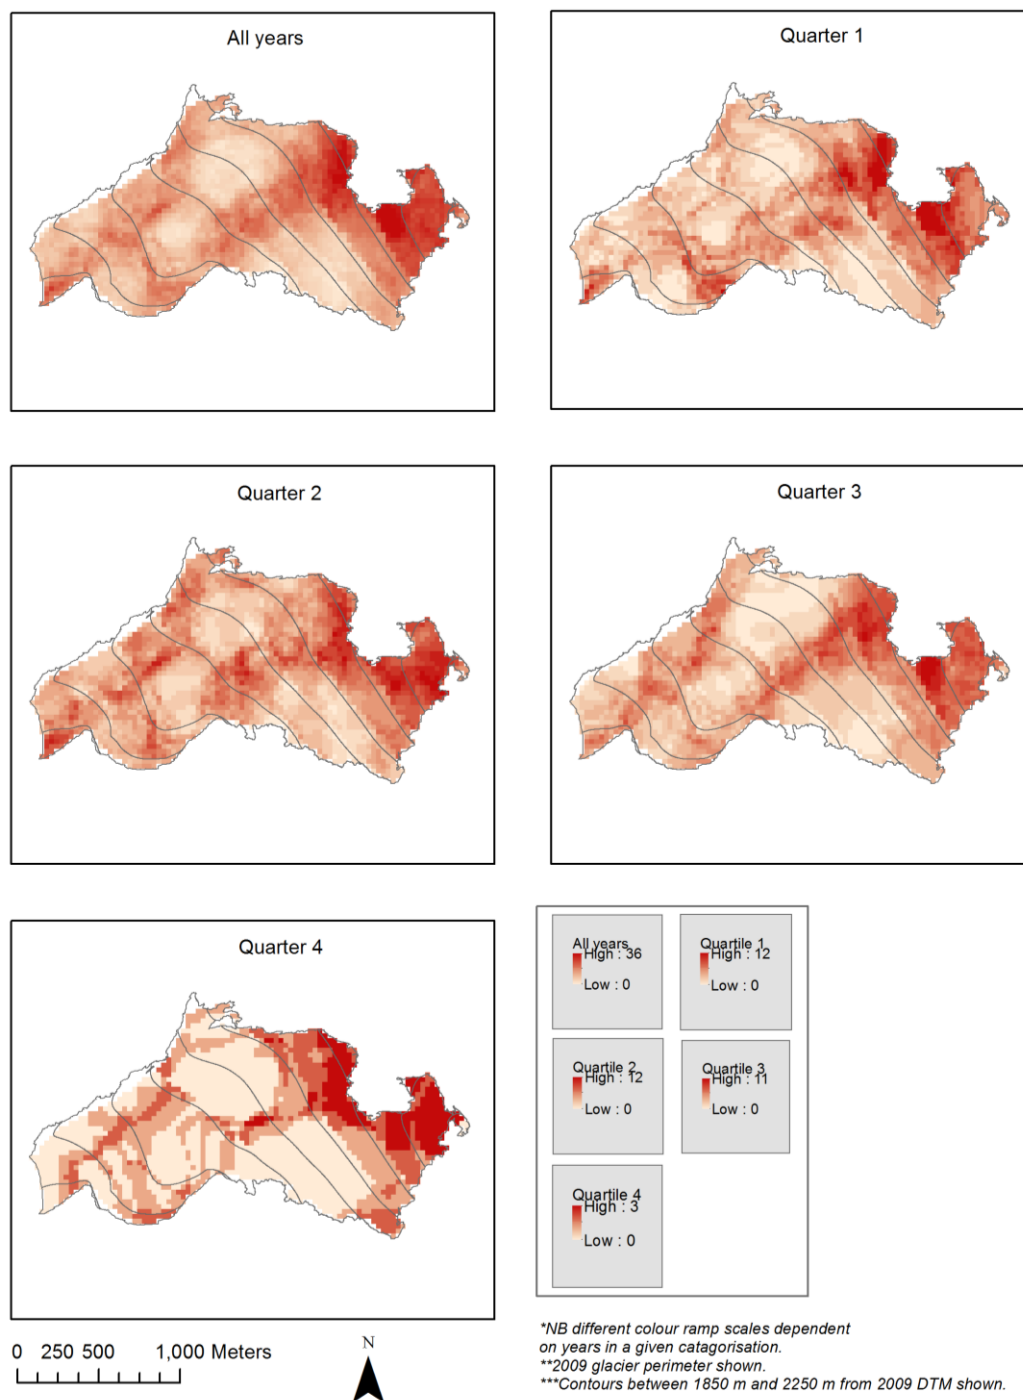 All years
Quarter 1
Quarter 2
Quarter 3
Quarter 4
All years
High : 36
Low : 0
Quartile 1
High : 12
Low : 0
Quartile 2
High : 12
Low : 0
Quartile 3
High : 11
Low : 0
Quartile 4
High : 3
Low : 0
0 250 500 1,000 Meters
N
*NB different colour ramp scales dependent
on years in a given catagorisation.
**2009 glacier perimeter shown.
***Contours between 1850 m and 2250 m from 2009 DTM shown.